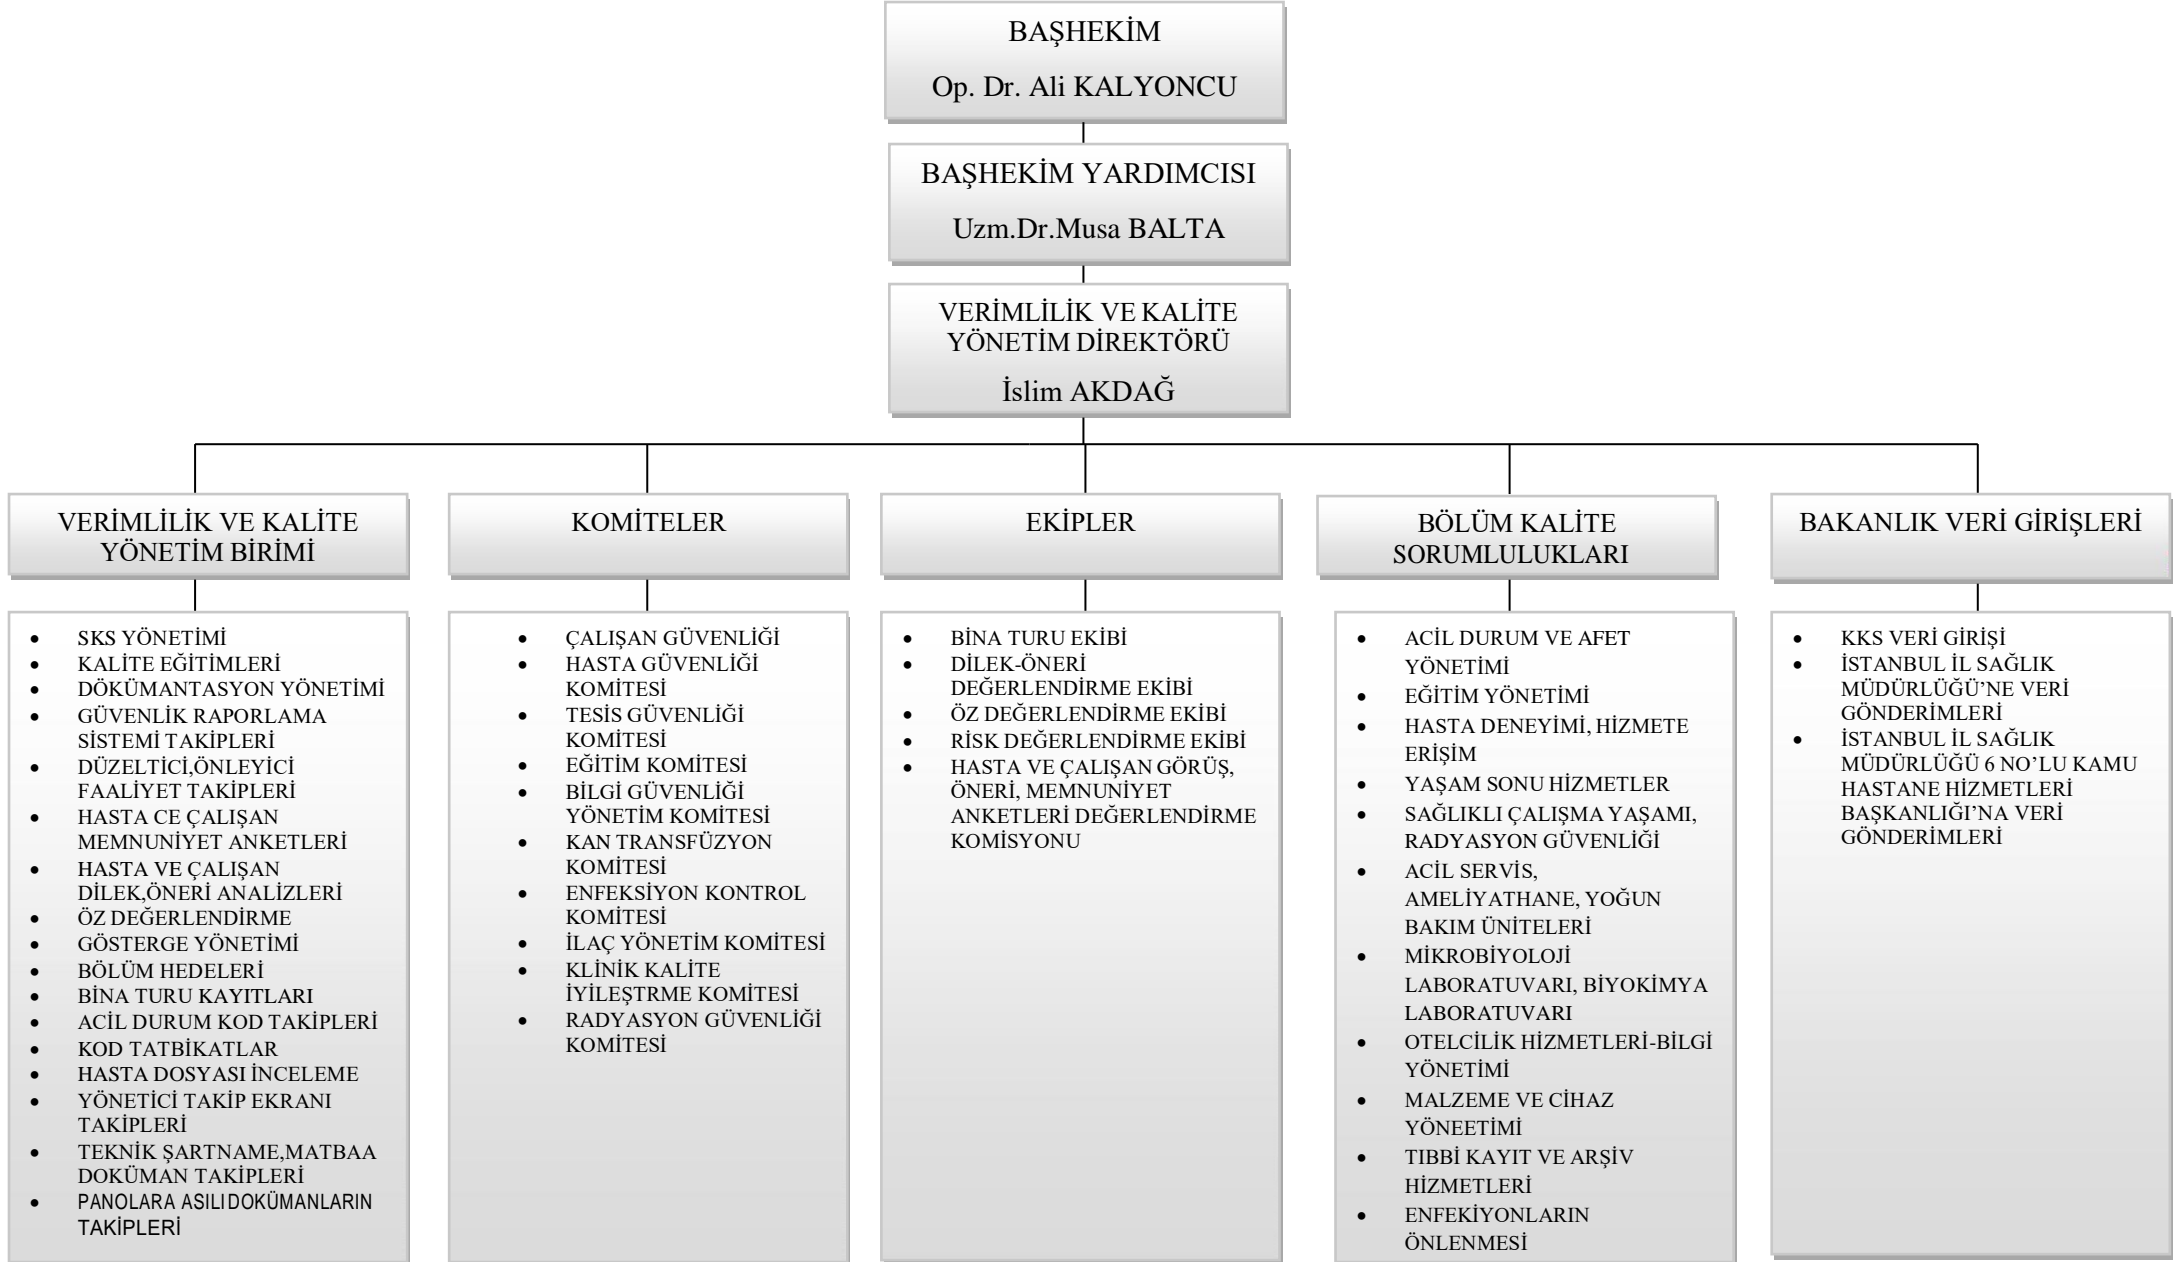 BAŞHEKİM
Op. Dr. Ali KALYONCU
BAŞHEKİM YARDIMCISI
Uzm.Dr.Musa BALTA
VERİMLİLİK VE KALİTE
YÖNETİM DİREKTÖRÜ
İslim AKDAĞ
VERİMLİLİK VE KALİTE
YÖNETİM BİRİMİ
• SKS YÖNETİMİ
• KALİTE EĞİTİMLERİ
• DÖKÜMANTASYON YÖNETİMİ
• GÜVENLİK RAPORLAMA
SİSTEMİ TAKİPLERİ
• DÜZELTİCİ,ÖNLEYİCİ
FAALİYET TAKİPLERİ
• HASTA CE ÇALIŞAN
MEMNUNİYET ANKETLERİ
• HASTA VE ÇALIŞAN
DİLEK,ÖNERİ ANALİZLERİ
• ÖZ DEĞERLENDİRME
• GÖSTERGE YÖNETİMİ
• BÖLÜM HEDELERİ
• BİNA TURU KAYITLARI
• ACİL DURUM KOD TAKİPLERİ
• KOD TATBİKATLAR
• HASTA DOSYASI İNCELEME
• YÖNETİCİ TAKİP EKRANI
TAKİPLERİ
• TEKNİK ŞARTNAME,MATBAA
DOKÜMAN TAKİPLERİ
• PANOLARA ASILI DOKÜMANLARIN
TAKİPLERİ
KOMİTELER
• ÇALIŞAN GÜVENLİĞİ
• HASTA GÜVENLİĞİ
KOMİTESİ
• TESİS GÜVENLİĞİ
KOMİTESİ
• EĞİTİM KOMİTESİ
• BİLGİ GÜVENLİĞİ
YÖNETİM KOMİTESİ
• KAN TRANSFÜZYON
KOMİTESİ
• ENFEKSİYON KONTROL
KOMİTESİ
• İLAÇ YÖNETİM KOMİTESİ
• KLİNİK KALİTE
İYİLEŞTRME KOMİTESİ
• RADYASYON GÜVENLİĞİ
KOMİTESİ
EKİPLER
• BİNA TURU EKİBİ
• DİLEK-ÖNERİ
DEĞERLENDİRME EKİBİ
• ÖZ DEĞERLENDİRME EKİBİ
• RİSK DEĞERLENDİRME EKİBİ
• HASTA VE ÇALIŞAN GÖRÜŞ,
ÖNERİ, MEMNUNİYET
ANKETLERİ DEĞERLENDİRME
KOMİSYONU
BÖLÜM KALİTE
SORUMLULUKLARI
• ACİL DURUM VE AFET
YÖNETİMİ
• EĞİTİM YÖNETİMİ
• HASTA DENEYİMİ, HİZMETE
ERİŞİM
• YAŞAM SONU HİZMETLER
• SAĞLIKLI ÇALIŞMA YAŞAMI,
RADYASYON GÜVENLİĞİ
• ACİL SERVİS,
AMELİYATHANE, YOĞUN
BAKIM ÜNİTELERİ
• MİKROBİYOLOJİ
LABORATUVARI, BİYOKİMYA
LABORATUVARI
• OTELCİLİK HİZMETLERİ-BİLGİ
YÖNETİMİ
• MALZEME VE CİHAZ
YÖNEETİMİ
• TIBBİ KAYIT VE ARŞİV
HİZMETLERİ
• ENFEKİYONLARIN
ÖNLENMESİ
BAKANLIK VERİ GİRİŞLERİ
• KKS VERİ GİRİŞİ
• İSTANBUL İL SAĞLIK
MÜDÜRLÜĞÜ’NE VERİ
GÖNDERİMLERİ
• İSTANBUL İL SAĞLIK
MÜDÜRLÜĞÜ 6 NO’LU KAMU
HASTANE HİZMETLERİ
BAŞKANLIĞI’NA VERİ
GÖNDERİMLERİ